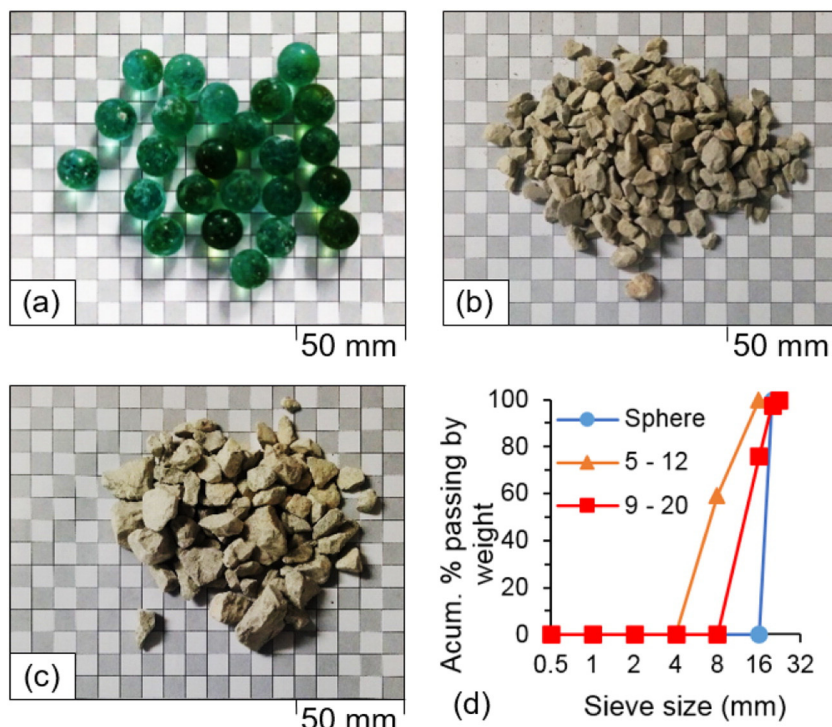 (a)
50 mm
(b)
50 mm
(c)
50 mm
100
80
60
40
20
0
Acum. % passing by
weight
Sphere
5 - 12
9 - 20
0.5 1 2 4 8 16 32
(d)
Sieve size (mm)